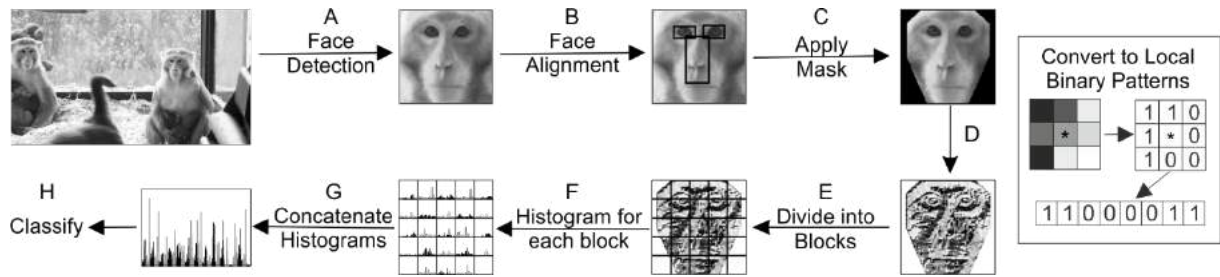 A
Face
Detection
B
Face
Alignment
C
Apply
Mask
D
E
Divide into
Blocks
F
Histogram for
each block
G
Concatenate
Histograms
H
Classify
Convert to Local
Binary Patterns
*
1 1 0
1 * 0
1 0 0
1 1 0 0 0 0 1 1